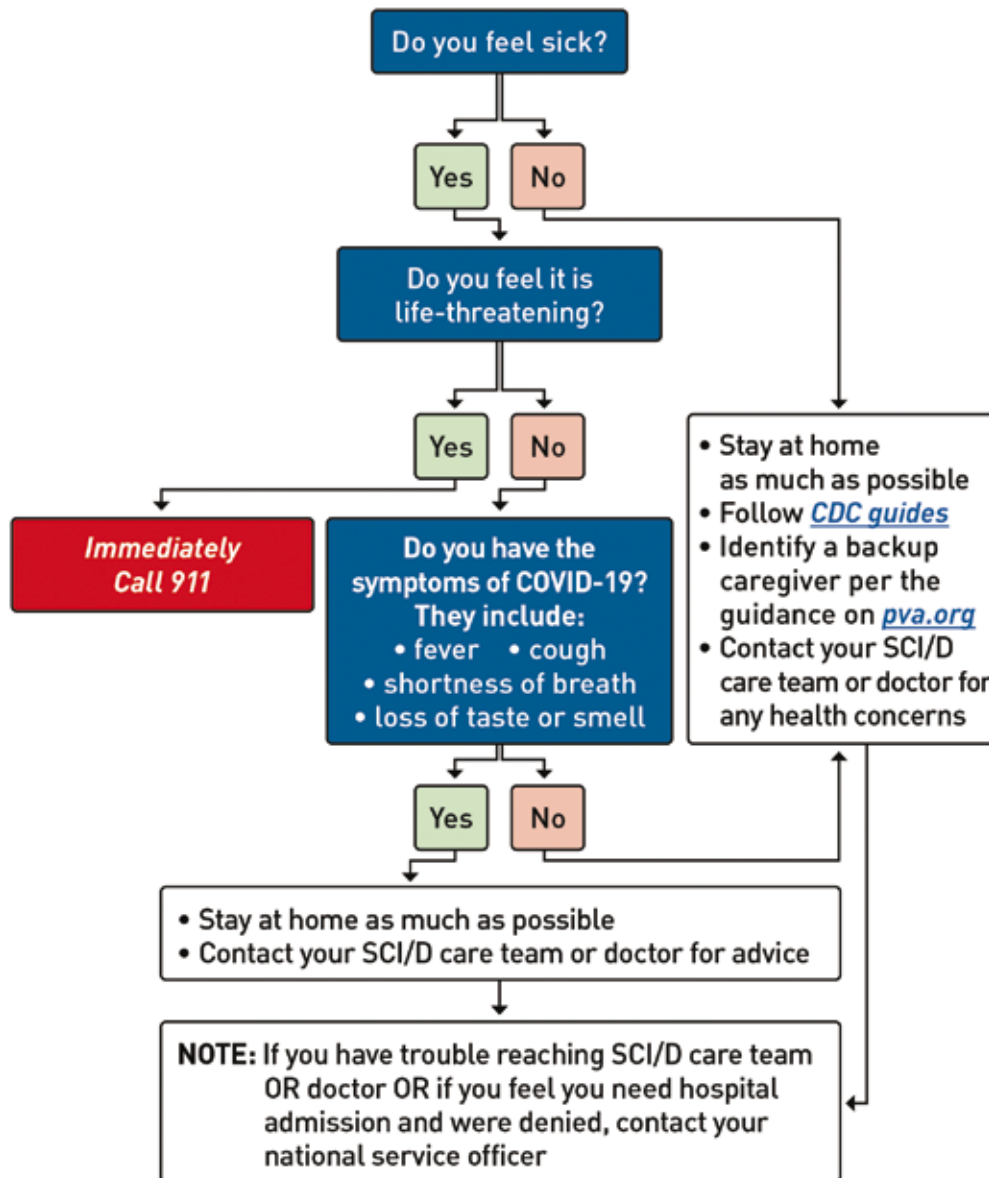 Do you feel sick?
Yes
No
Do you feel it is
life-threatening?
Yes
No
Immediately
Call 911
Do you have the
symptoms of COVID-19?
They include:
• fever • cough
• shortness of breath
• loss of taste or smell
• Stay at home
as much as possible
• Follow CDC guides
• Identify a backup
caregiver per the
guidance on pva.org
• Contact your SCI/D
care team or doctor for
any health concerns
Yes
No
• Stay at home as much as possible
• Contact your SCI/D care team or doctor for advice
NOTE: If you have trouble reaching SCI/D care team
OR doctor OR if you feel you need hospital
admission and were denied, contact your
national service officer